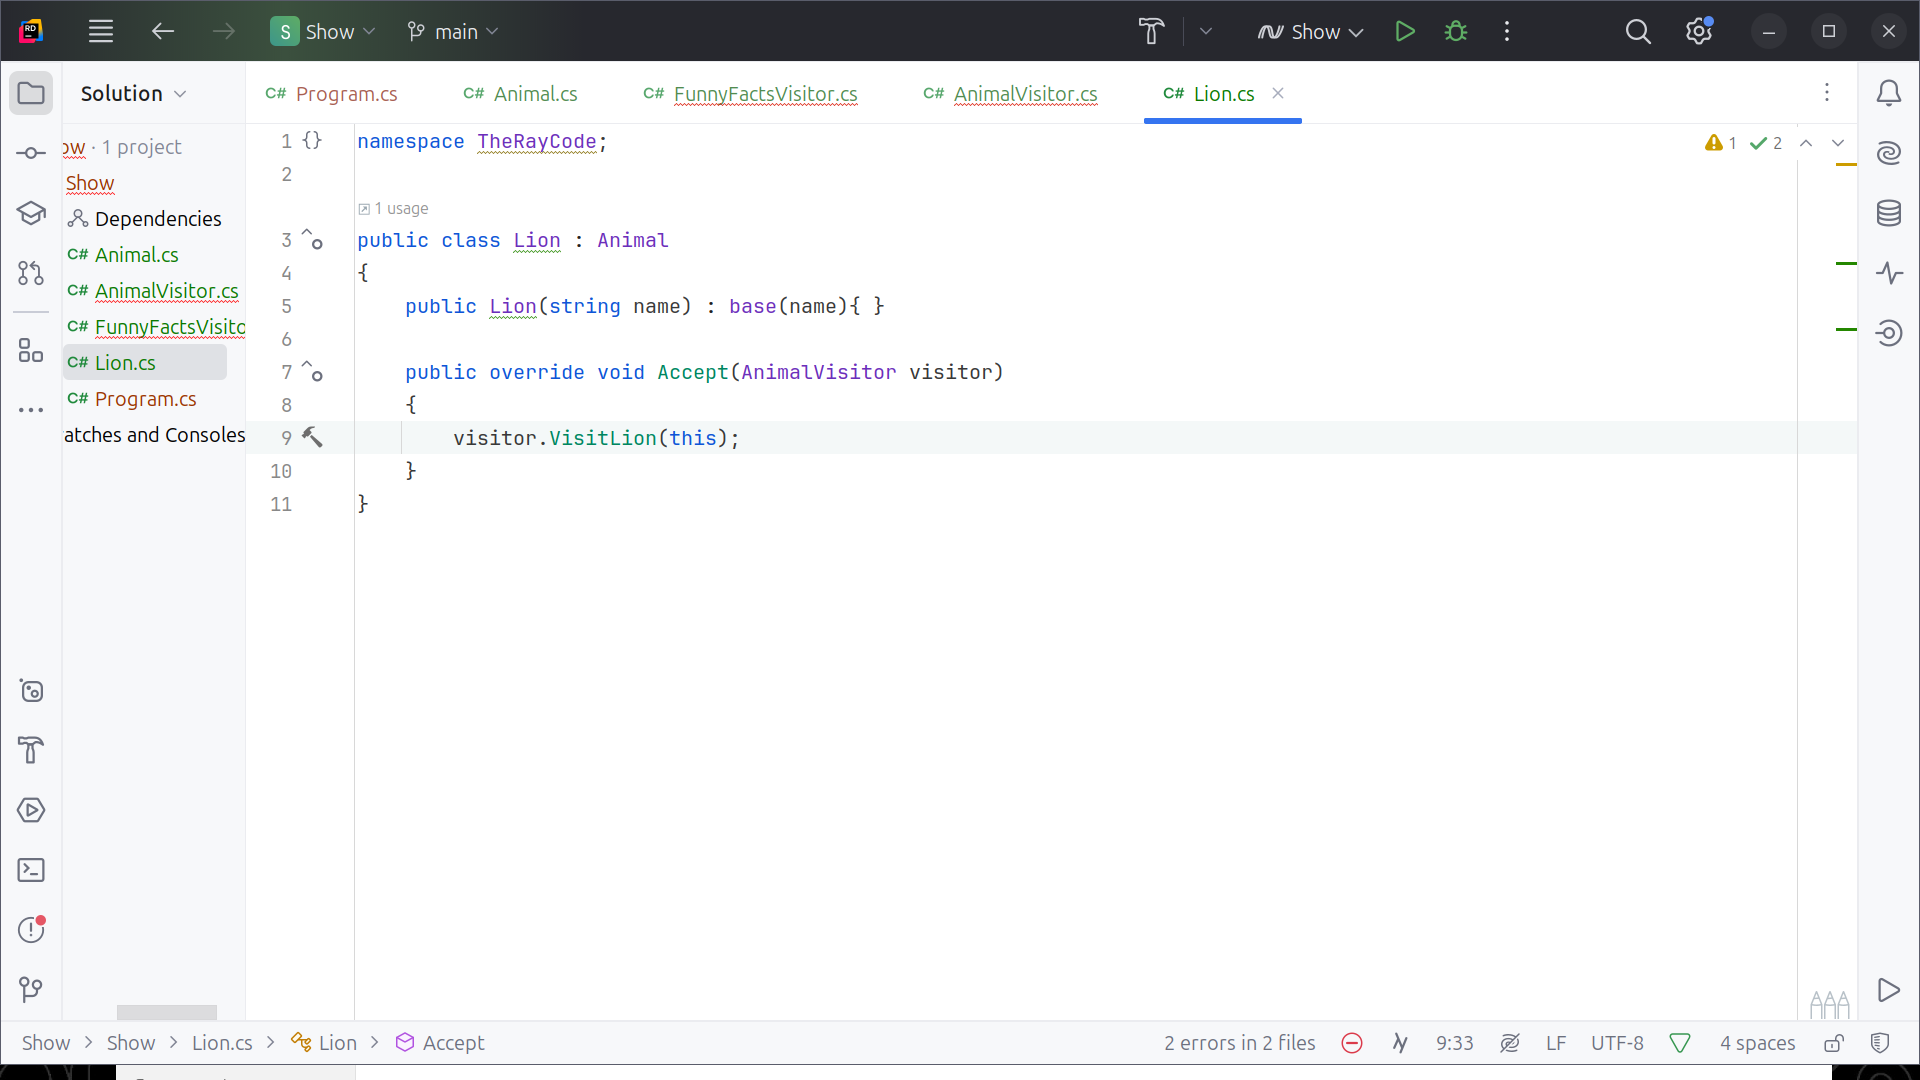 S Show main Show
Solution
C# Program.cs C# Animal.cs C# FunnyFactsVisitor.cs C# AnimalVisitor.cs C# Lion.cs
ow · 1 project
Show
Dependencies
C# Animal.cs
C# AnimalVisitor.cs
C# FunnyFactsVisito
C# Lion.cs
C# Program.cs
atches and Consoles
1 namespace TheRayCode;
1 2
2
1 usage
3 public class Lion : Animal
4 {
5 public Lion(string name) : base(name){ }
6
7 public override void Accept(AnimalVisitor visitor)
8 {
9 visitor.VisitLion(this);
10 }
11 }
Show > Show > Lion.cs > Lion > Accept
2 errors in 2 files 9:33 LF UTF-8 4 spaces